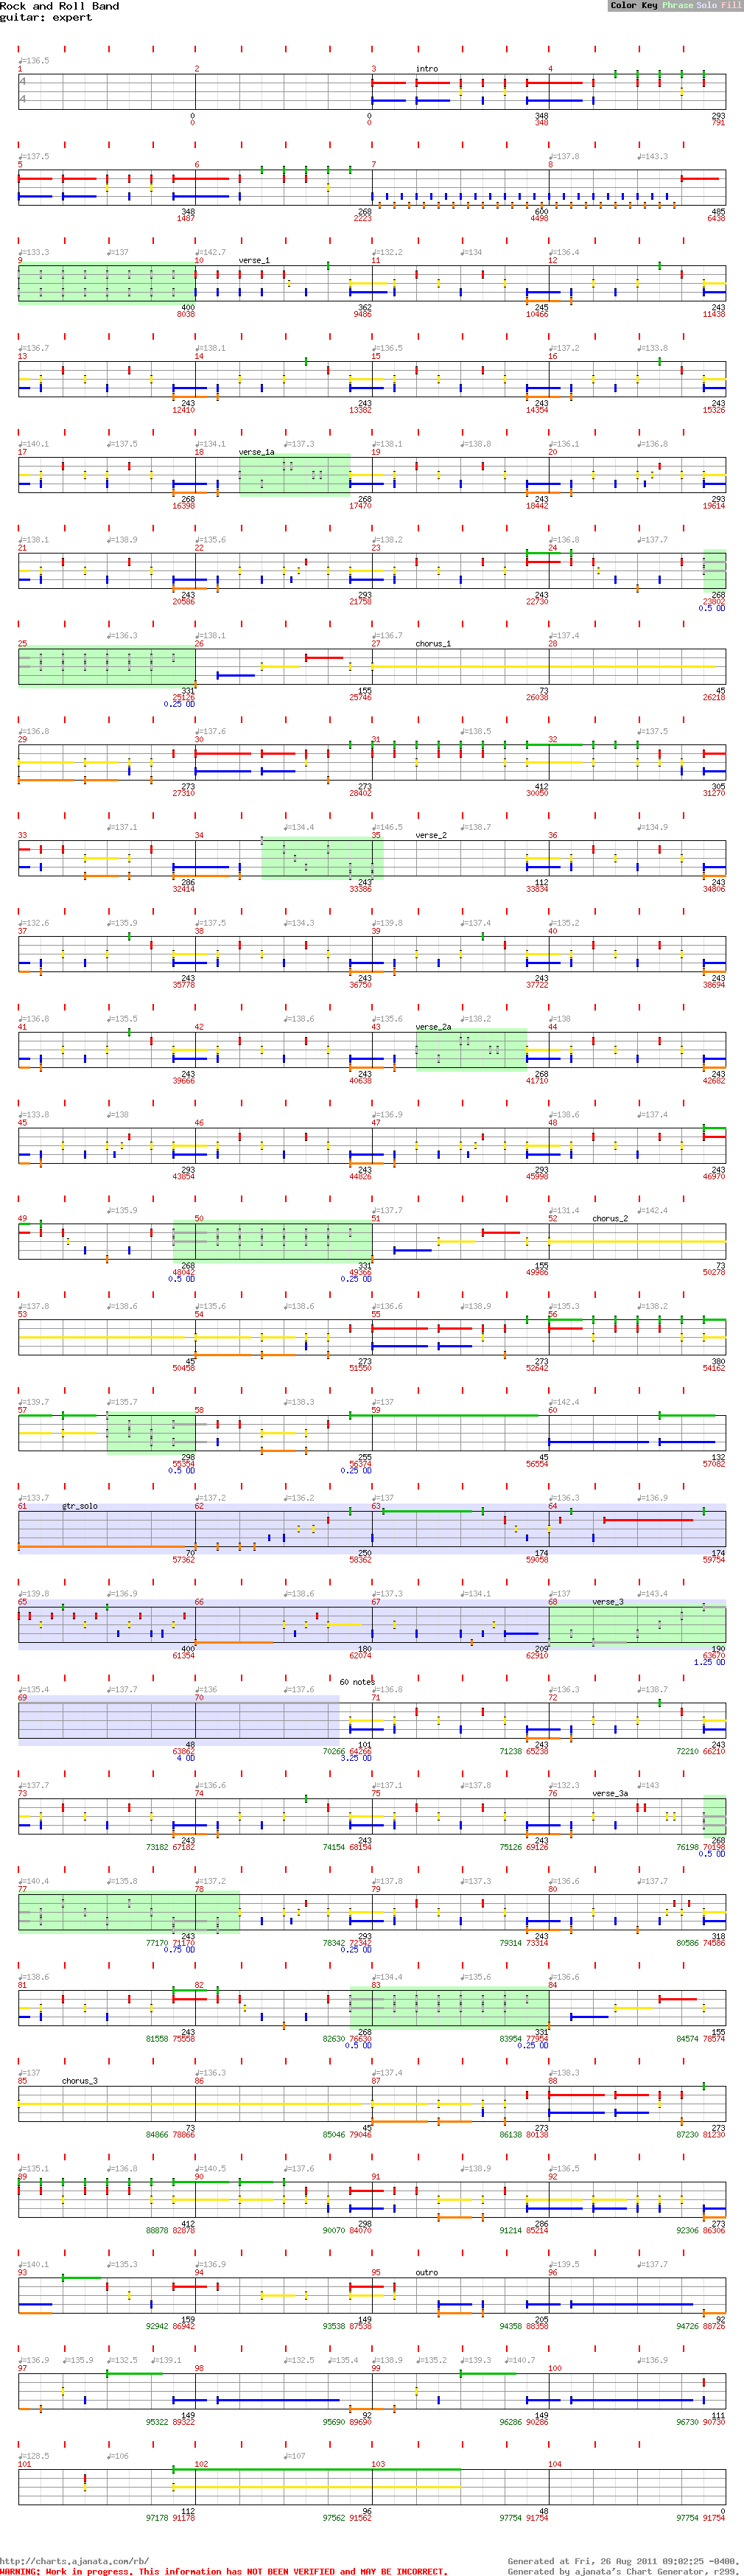 Rock and Roll Band
Color Key Phrase Solo Fill
guitar: expert
♩=136.5
1 2 3 intro 4
4
4
0 0 348 293
0 348 791
♩=137.5 ♩=137.8 ♩=143.3
5 6 7 8
348 268 600 485
1487 2223 4498 6438
♩=133.3 ♩=137 ♩=142.7 ♩=132.2 ♩=134 ♩=136.4
9 10 verse_1 11 12
400 362 245 243
8038 9486 10466 11438
♩=136.7 ♩=138.1 ♩=136.5 ♩=137.2 ♩=133.8
13 14 15 16
243 243 243 243
12410 13382 14354 15326
♩=140.1 ♩=137.5 ♩=134.1 ♩=137.3 ♩=138.1 ♩=138.8 ♩=136.1 ♩=136.8
17 18 verse_1a 19 20
268 268 243 293
16398 17470 18442 19614
♩=138.1 ♩=138.9 ♩=135.6 ♩=138.2 ♩=136.8 ♩=137.7
21 22 23 24
243 293 243 268
20586 21758 22730 23802
0.5 OD
♩=136.3 ♩=138.1 ♩=136.7 ♩=137.4
25 26 27 chorus_1 28
331 155 73 45
25126 25746 26038 26218
0.25 OD
♩=136.8 ♩=137.6 ♩=138.5 ♩=137.5
29 30 31 32
273 273 412 305
27310 28402 30050 31270
♩=137.1 ♩=134.4 ♩=146.5 ♩=138.7 ♩=134.9
33 34 35 verse_2 36
286 243 112 243
32414 33386 33834 34806
♩=132.6 ♩=135.9 ♩=137.5 ♩=134.3 ♩=139.8 ♩=137.4 ♩=135.2
37 38 39 40
243 243 243 243
35778 36750 37722 38694
♩=136.8 ♩=135.5 ♩=138.6 ♩=135.6 ♩=138.2 ♩=138
41 42 43 verse_2a 44
243 243 268 243
39666 40638 41710 42682
♩=133.8 ♩=138 ♩=136.9 ♩=138.6 ♩=137.4
45 46 47 48
293 243 293 243
43854 44826 45998 46970
♩=135.9 ♩=137.7 ♩=131.4 ♩=142.4
49 50 51 52 chorus_2
268 331 155 73
48042 49366 49986 50278
0.5 OD 0.25 OD
♩=137.8 ♩=138.6 ♩=135.6 ♩=138.6 ♩=136.6 ♩=138.9 ♩=135.3 ♩=138.2
53 54 55 56
45 273 273 380
50458 51550 52642 54162
♩=139.7 ♩=135.7 ♩=138.3 ♩=137 ♩=142.4
57 58 59 60
298 255 45 132
55354 56374 56554 57082
0.5 OD 0.25 OD
♩=133.7 ♩=137.2 ♩=136.2 ♩=137 ♩=136.3 ♩=136.9
61 gtr_solo 62 63 64
70 250 174 174
57362 58362 59058 59754
♩=139.8 ♩=136.9 ♩=138.6 ♩=137.3 ♩=134.1 ♩=137 ♩=143.4
65 66 67 68 verse_3
400 180 209 190
61354 62074 62910 63670
1.25 OD
60 notes
♩=135.4 ♩=137.7 ♩=136 ♩=137.6 ♩=136.8 ♩=136.3 ♩=138.7
69 70 71 72
48 101 243 243
63862 70266 64266 71238 65238 72210 66210
4 OD 3.25 OD
♩=137.7 ♩=136.6 ♩=137.1 ♩=137.8 ♩=132.3 ♩=143
73 74 75 76 verse_3a
243 243 243 268
73182 67182 74154 68154 75126 69126 76198 70198
0.5 OD
♩=140.4 ♩=135.8 ♩=137.2 ♩=137.8 ♩=137.3 ♩=136.6 ♩=137.7
77 78 79 80
243 293 243 318
77170 71170 78342 72342 79314 73314 80586 74586
0.75 OD 0.25 OD
♩=138.6 ♩=134.4 ♩=135.6 ♩=136.6
81 82 83 84
243 268 331 155
81558 75558 82630 76630 83954 77954 84574 78574
0.5 OD 0.25 OD
♩=137 ♩=136.3 ♩=137.4 ♩=138.3
85 chorus_3 86 87 88
73 45 273 273
84866 78866 85046 79046 86138 80138 87230 81230
♩=135.1 ♩=136.8 ♩=140.5 ♩=137.6 ♩=138.9 ♩=136.5
89 90 91 92
412 298 286 273
88878 82878 90070 84070 91214 85214 92306 86306
♩=140.1 ♩=135.3 ♩=136.9 ♩=139.5 ♩=137.7
93 94 95 outro 96
159 149 205 92
92942 86942 93538 87538 94358 88358 94726 88726
♩=136.9 ♩=135.9 ♩=132.5 ♩=139.1 ♩=132.5 ♩=135.4 ♩=138.9 ♩=135.2 ♩=139.3 ♩=140.7 ♩=136.9
97 98 99 100
149 92 149 111
95322 89322 95690 89690 96286 90286 96730 90730
♩=128.5 ♩=106 ♩=107
101 102 103 104
112 96 48 0
97178 91178 97562 91562 97754 91754 97754 91754
http://charts.ajanata.com/rb/
Generated at Fri, 26 Aug 2011 09:02:25 -0400.
WARNING: Work in progress. This information has NOT BEEN VERIFIED and MAY BE INCORRECT.
Generated by ajanata's Chart Generator, r299.